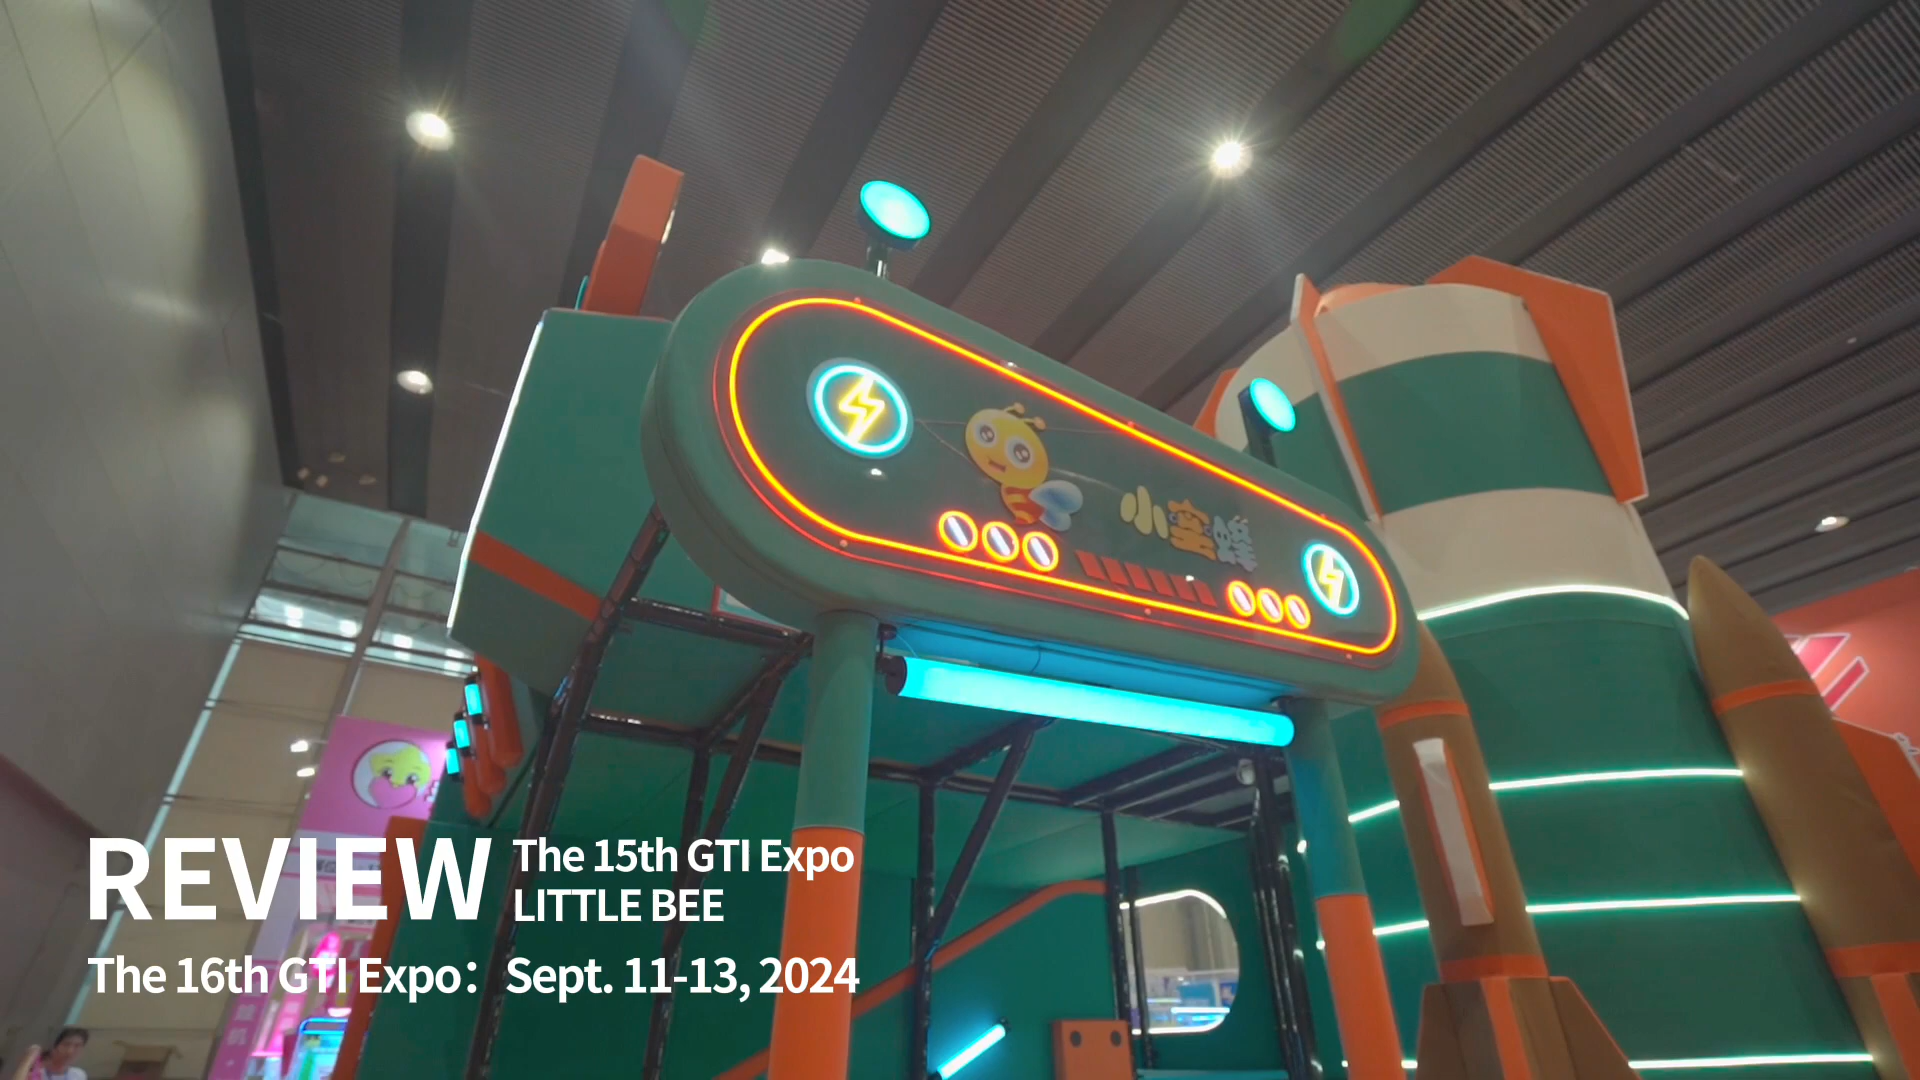 小蜜蜂
REVIEW
The 15th GTI Expo
LITTLE BEE
The 16th GTI Expo：Sept. 11-13, 2024